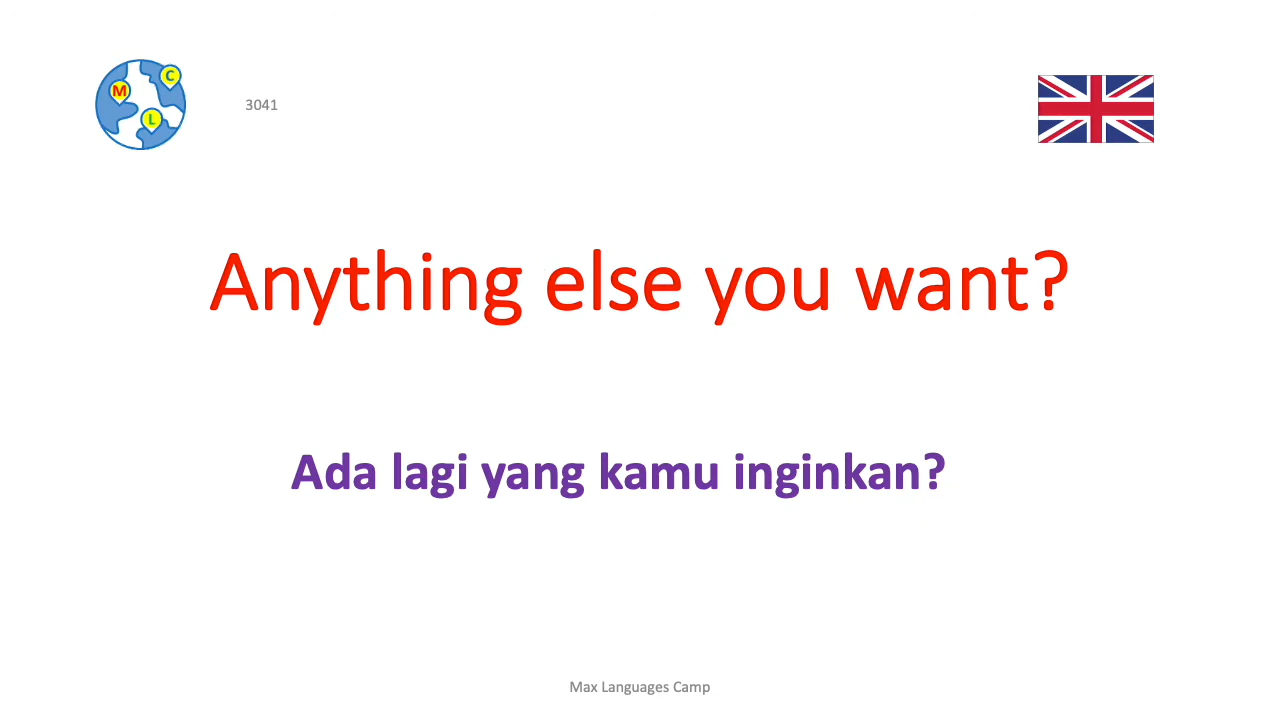 C
M
L
3041
Anything else you want?
Ada lagi yang kamu inginkan?
Max Languages Camp